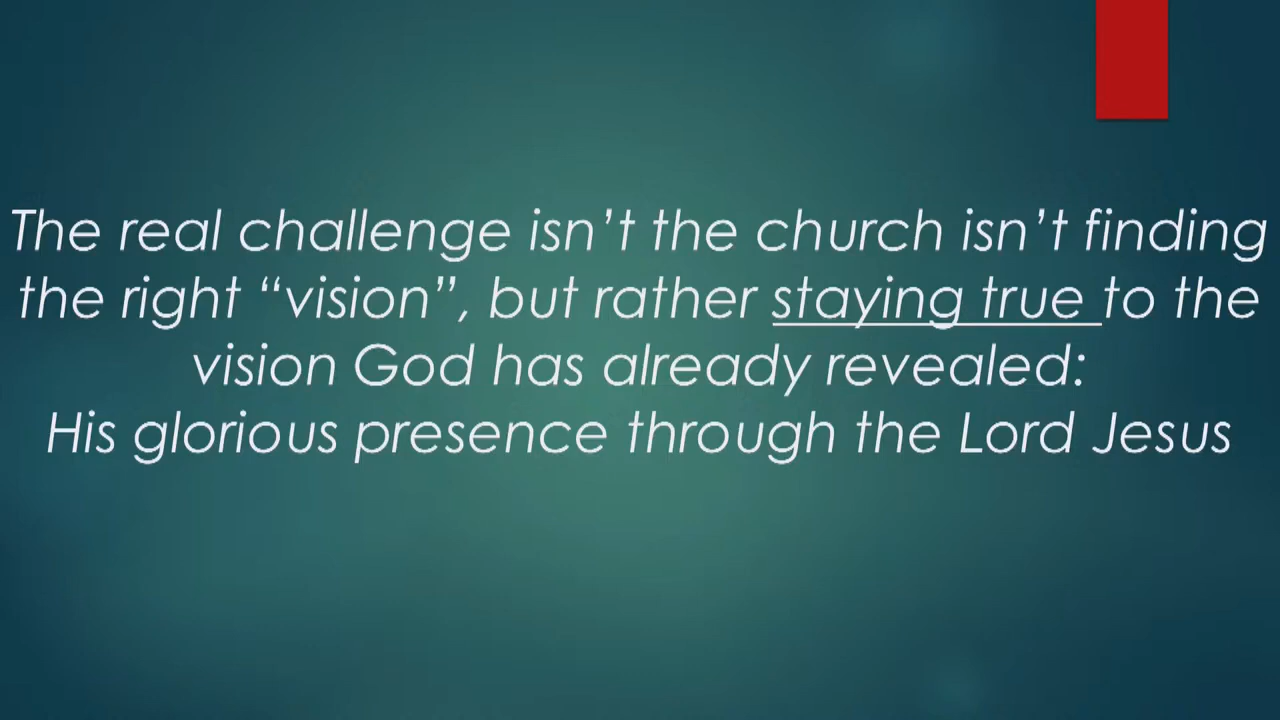 The real challenge isn’t the church isn’t finding
the right “vision”, but rather staying true to the
vision God has already revealed:
His glorious presence through the Lord Jesus